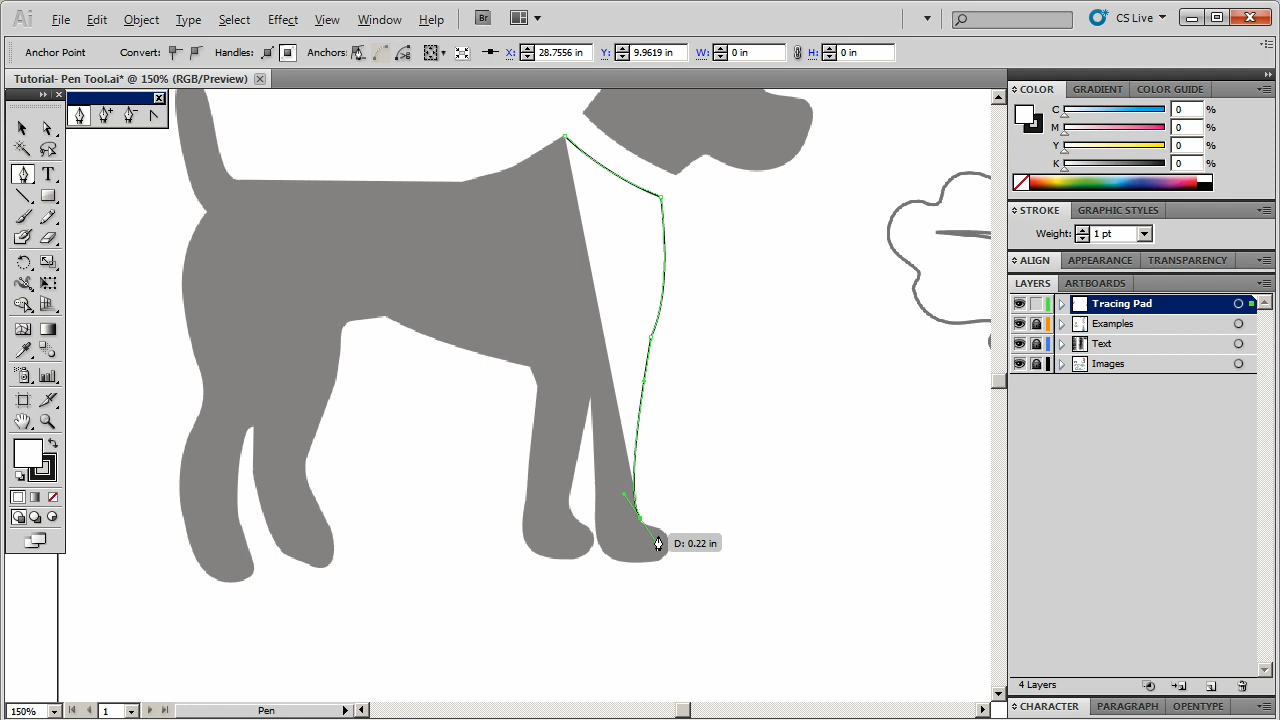 Ai File Edit Object Type Select Effect View Window Help Br CS Live
Anchor Point Convert: Handles: Anchors: X: 28.7556 in Y: 9.9619 in W: 0 in H: 0 in
Tutorial- Pen Tool.ai* @ 150% (RGB/Preview)
COLOR GRADIENT COLOR GUIDE
C 0 %
M 0 %
Y 0 %
K 0 %
STROKE GRAPHIC STYLES
Weight: 1 pt
ALIGN APPEARANCE TRANSPARENCY
LAYERS ARTBOARDS
Tracing Pad
Examples
Text
Images
D: 0.22 in
4 Layers
150% 1 Pen
CHARACTER PARAGRAPH OPENTYPE